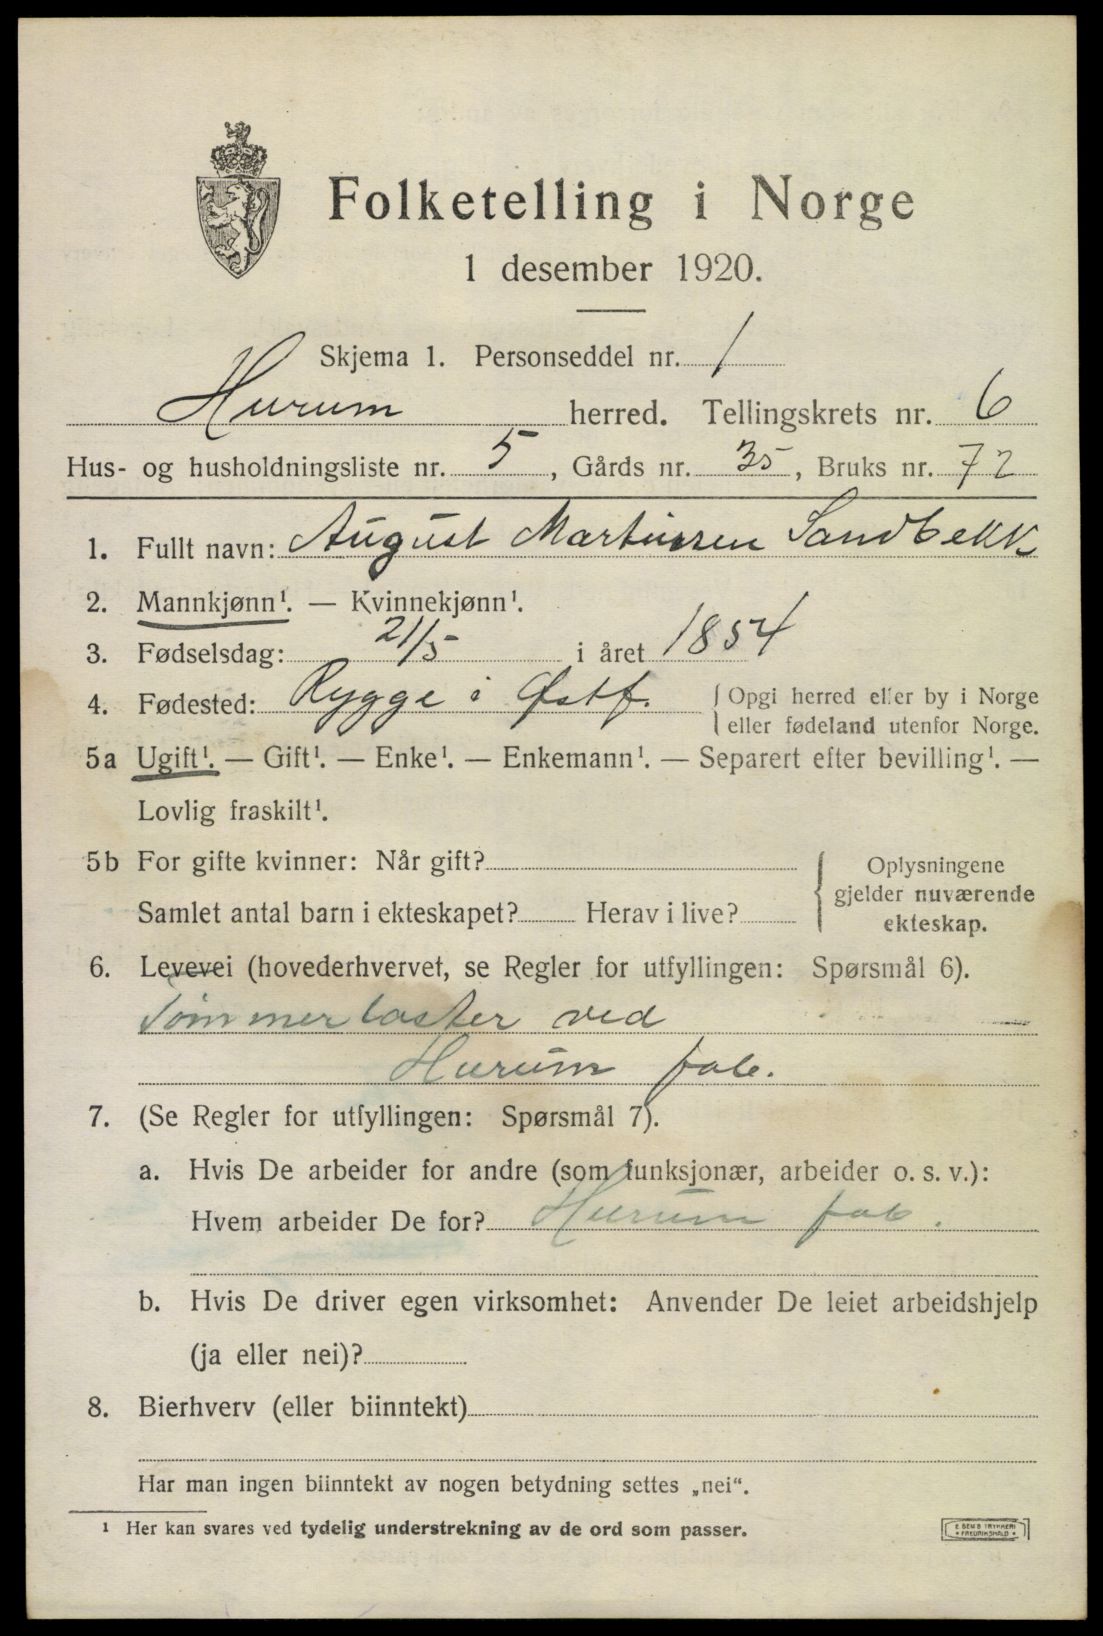 Folketelling i Norge
1 desember 1920.
Skjema 1. Personseddel nr. 1
Hurum herred. Tellingskrets nr. 6
Hus- og husholdningsliste nr. 5, Gårds nr. 35, Bruks nr. 72
1. Fullt navn: August Martinsen Sandbekk
2. Mannkjønn¹. — Kvinnekjønn¹.
3. Fødselsdag: 21/5 i året 1854
4. Fødested: Rygge i Østf. { Opgi herred eller by i Norge
eller fødeland utenfor Norge.
5a Ugift¹. — Gift¹. — Enke¹. — Enkemann¹. — Separert efter bevilling¹. —
Lovlig fraskilt¹.
5b For gifte kvinner: Når gift? { Oplysningene
gjelder nuværende
Samlet antal barn i ekteskapet? Herav i live? ekteskap.
6. Levevei (hovederhvervet, se Regler for utfyllingen: Spørsmål 6).
Tømmerlaster ved
Hurum fab.
7. (Se Regler for utfyllingen: Spørsmål 7).
a. Hvis De arbeider for andre (som funksjonær, arbeider o. s. v.):
Hvem arbeider De for? Hurum fab.
b. Hvis De driver egen virksomhet: Anvender De leiet arbeidshjelp
(ja eller nei)?
8. Bierhverv (eller biinntekt)
Har man ingen biinntekt av nogen betydning settes „nei“.
¹ Her kan svares ved tydelig understrekning av de ord som passer.
E SEM'S TRYKKERI
• FREDRIKSHALD •